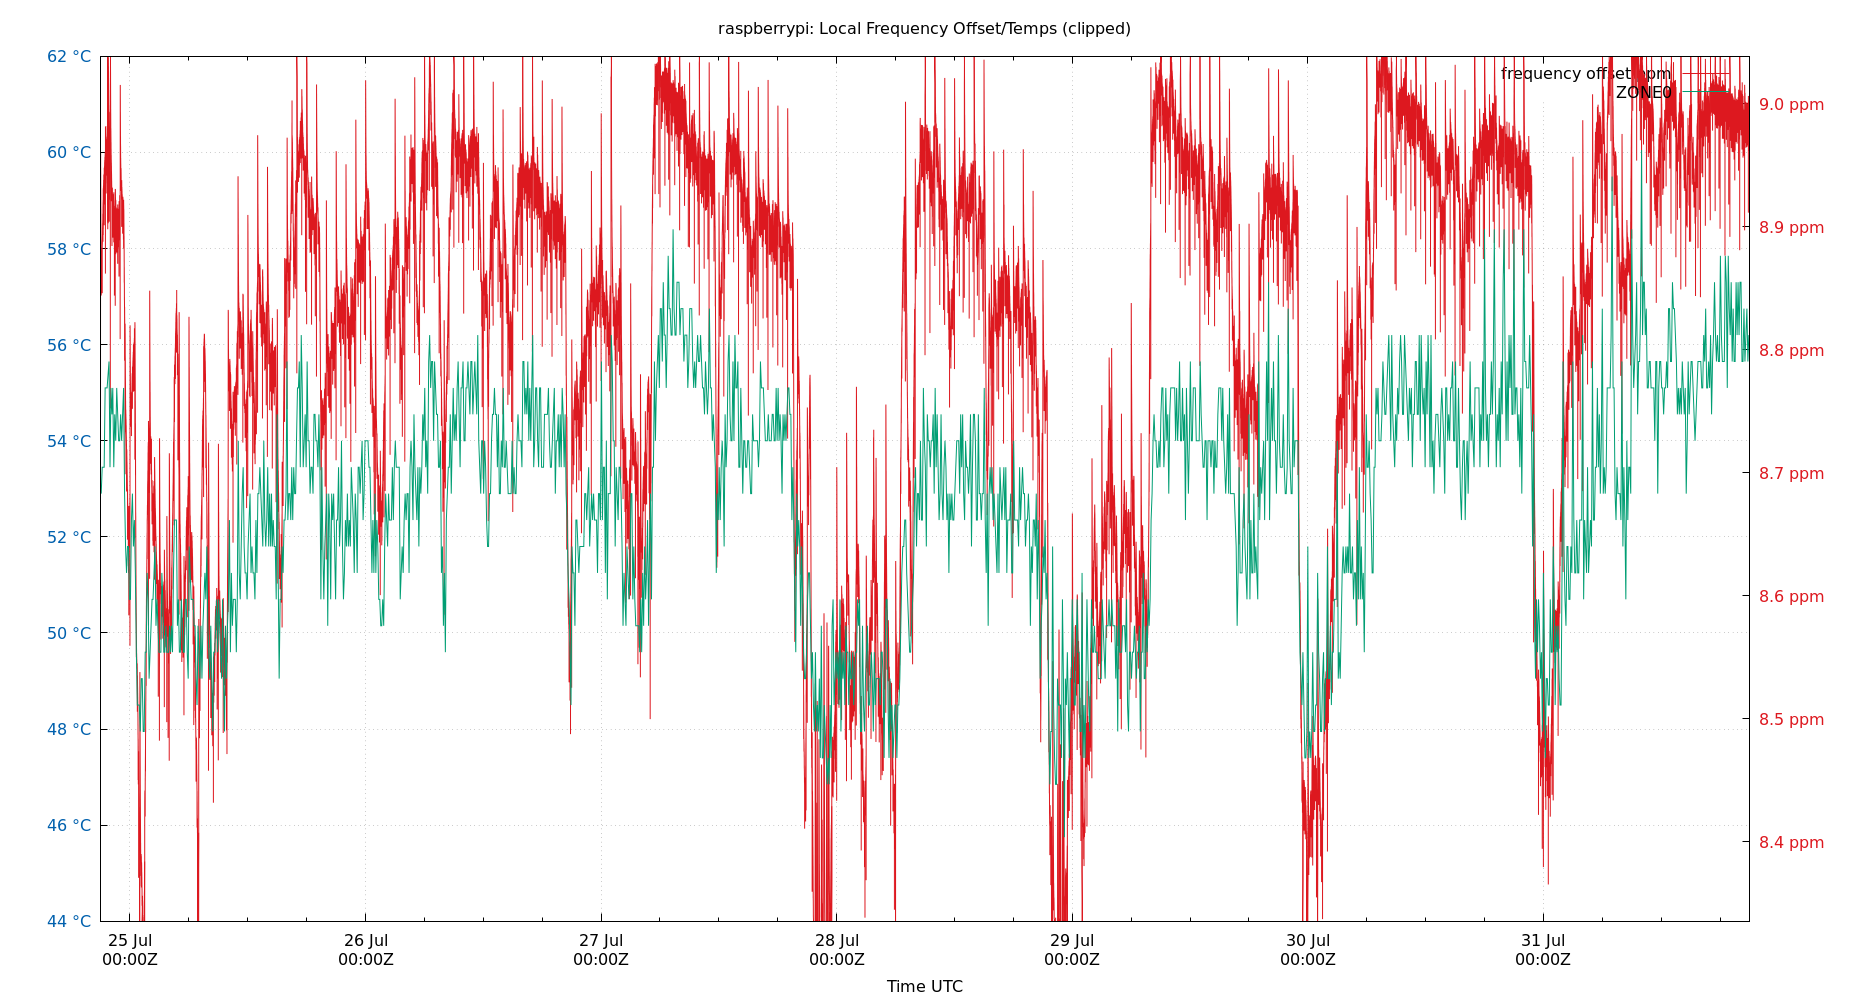 raspberrypi: Local Frequency Offset/Temps (clipped)
62 °C
60 °C
58 °C
56 °C
54 °C
52 °C
50 °C
48 °C
46 °C
44 °C
frequency offset ppm
ZONE0
9.0 ppm
8.9 ppm
8.8 ppm
8.7 ppm
8.6 ppm
8.5 ppm
8.4 ppm
25 Jul
00:00Z
26 Jul
00:00Z
27 Jul
00:00Z
28 Jul
00:00Z
29 Jul
00:00Z
30 Jul
00:00Z
31 Jul
00:00Z
Time UTC